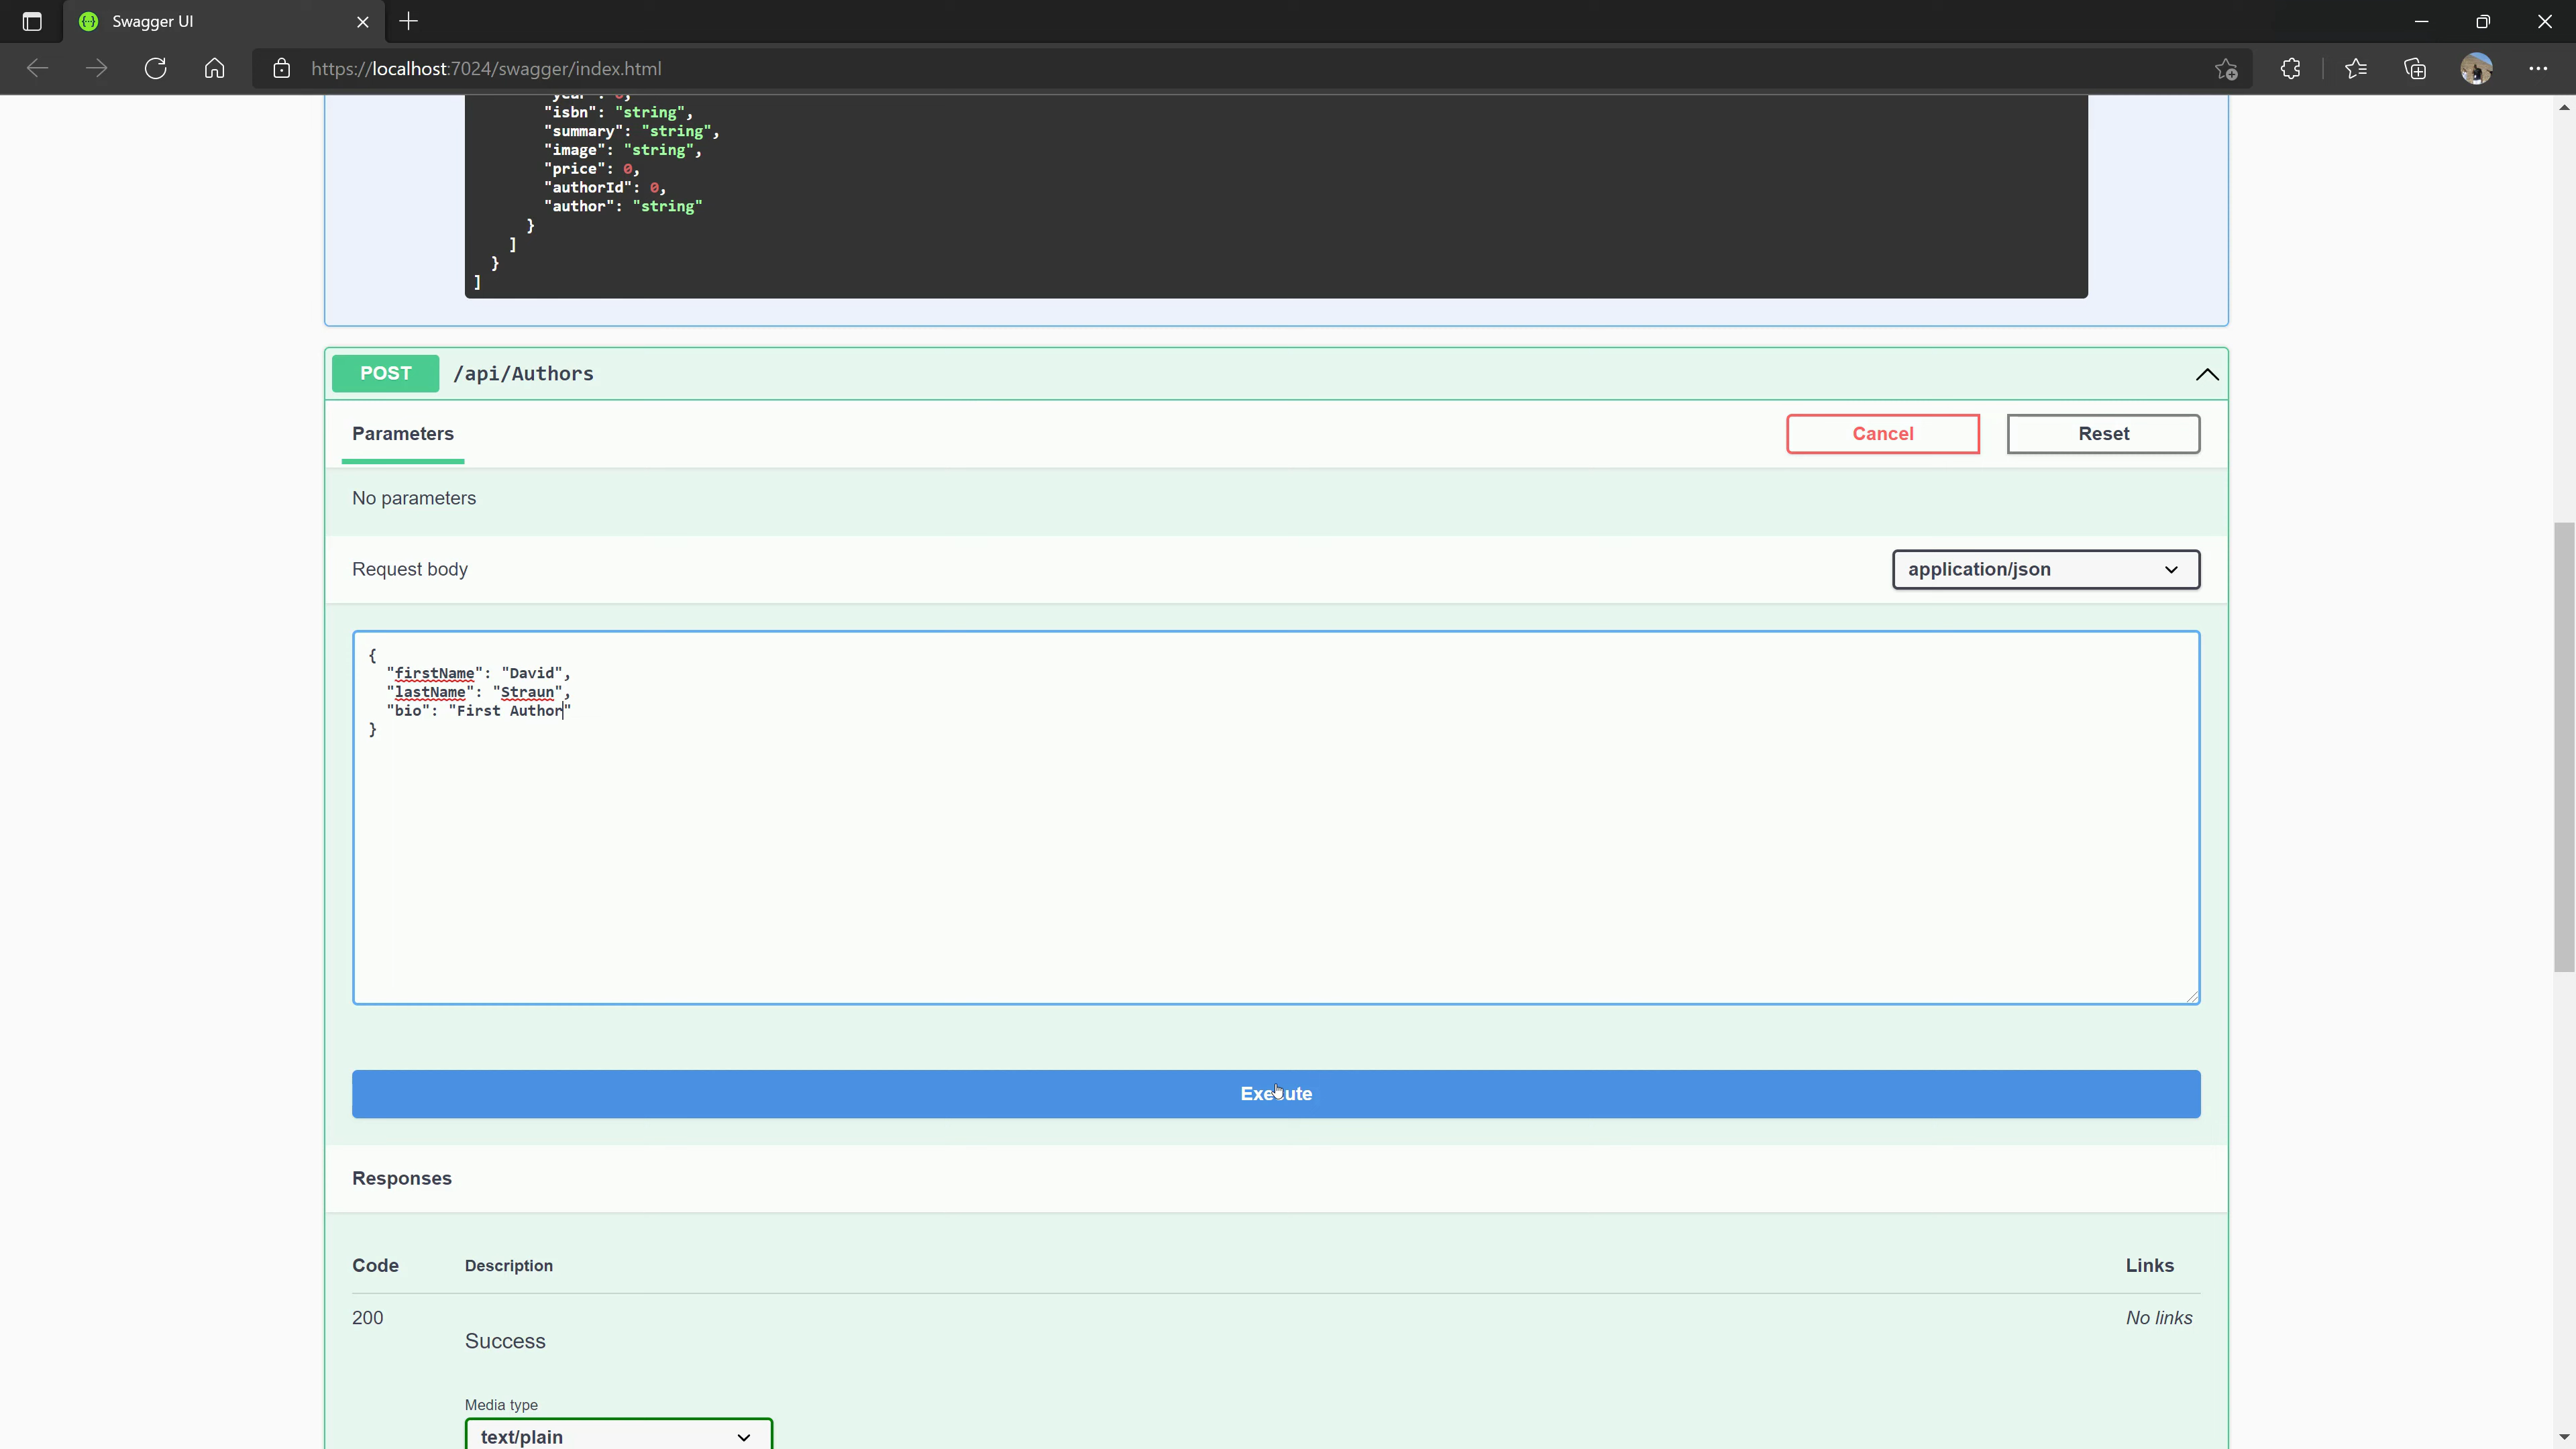 Swagger UI
https://localhost:7024/swagger/index.html
"year": 0,
"isbn": "string",
"summary": "string",
"image": "string",
"price": 0,
"authorId": 0,
"author": "string"
}
]
}
]
POST /api/Authors
Parameters
Cancel
Reset
No parameters
Request body
application/json
{
"firstName": "David",
"lastName": "Straun",
"bio": "First Author"
}
Execute
Responses
Code Description Links
200 No links
Success
Media type
text/plain